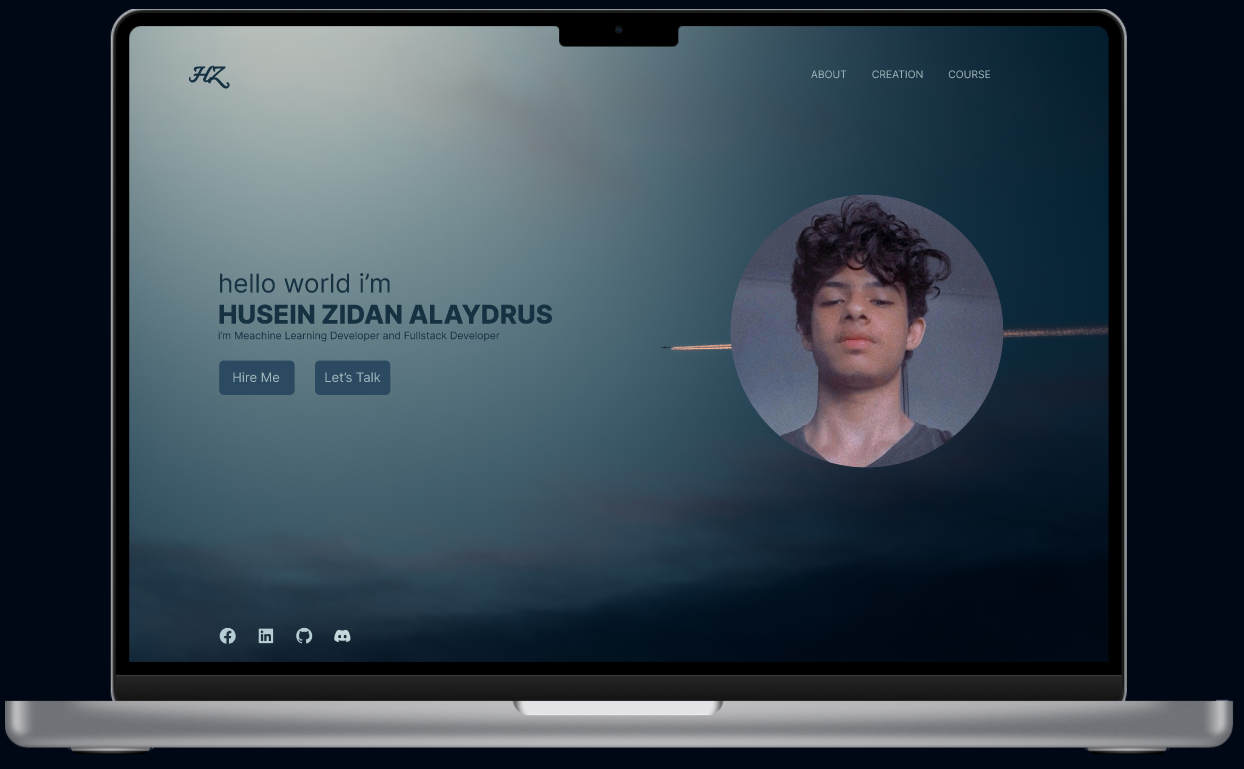 HZ
ABOUT CREATION COURSE
hello world i'm
HUSEIN ZIDAN ALAYDRUS
i'm Meachine Learning Developer and Fullstack Developer
Hire Me Let's Talk